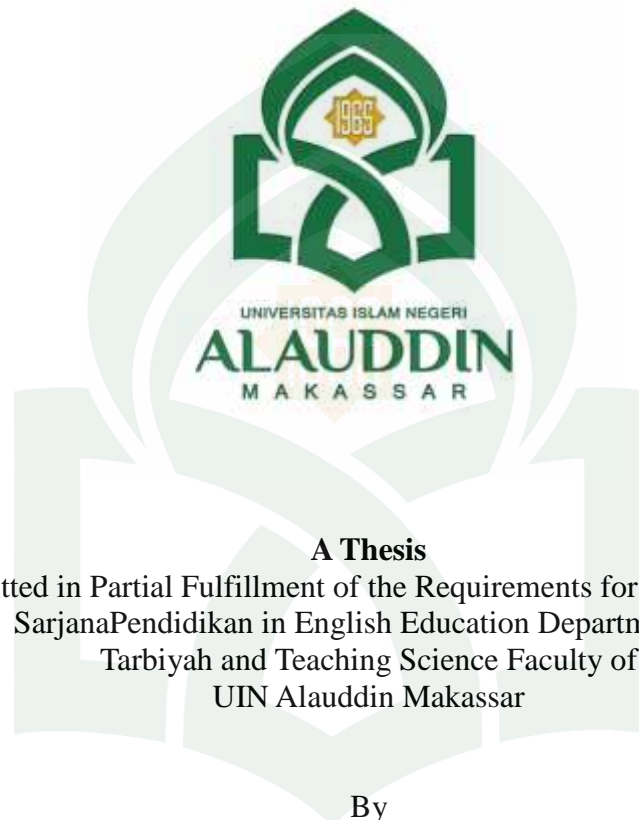 1965
UNIVERSITAS ISLAM NEGERI
ALAUDDIN
MAKASSAR
A Thesis
tted in Partial Fulfillment of the Requirements for
SarjanaPendidikan in English Education Departm
Tarbiyah and Teaching Science Faculty of
UIN Alauddin Makassar
By